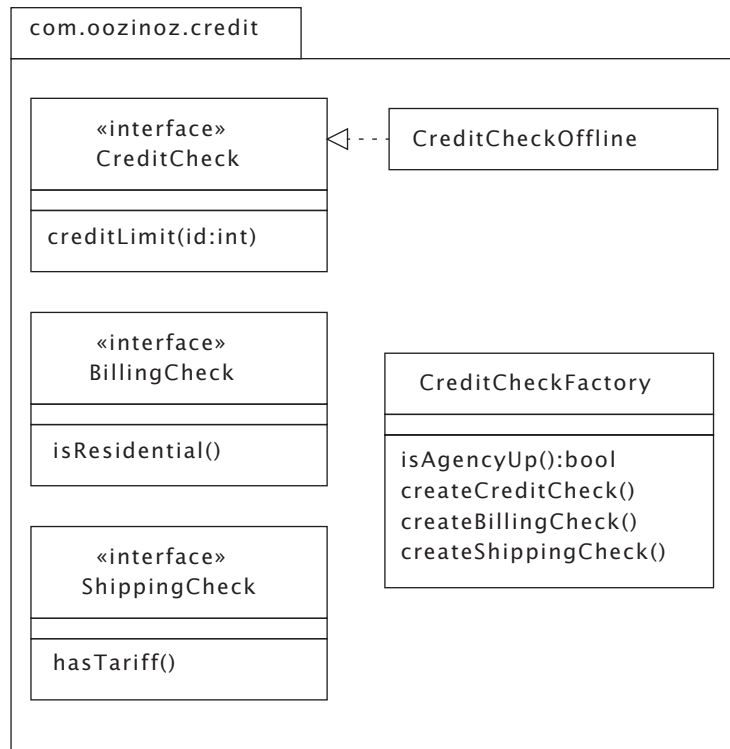 com.oozinoz.credit
«interface»
CreditCheck
creditLimit(id:int)
CreditCheckOffline
«interface»
BillingCheck
isResidential()
CreditCheckFactory
isAgencyUp():bool
createCreditCheck()
createBillingCheck()
createShippingCheck()
«interface»
ShippingCheck
hasTariff()